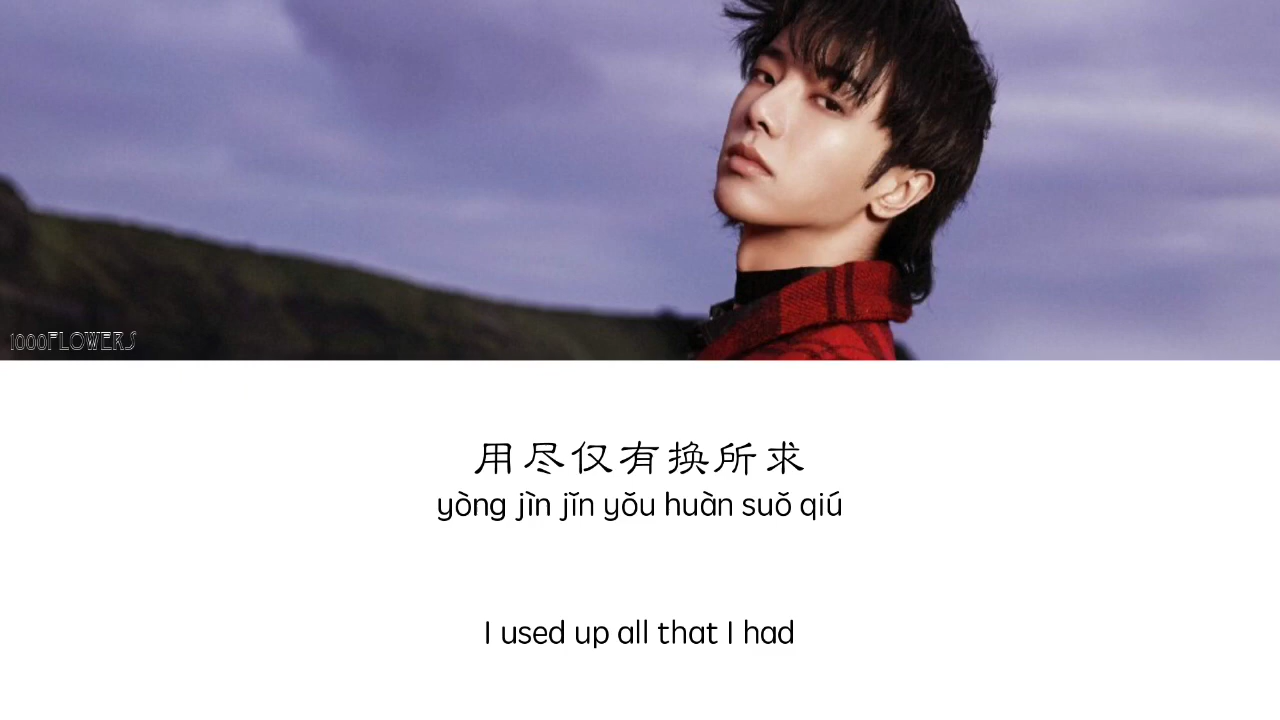 1000FLOWERS
用尽仅有换所求
yòng jìn jǐn yǒu huàn suǒ qiú
I used up all that I had